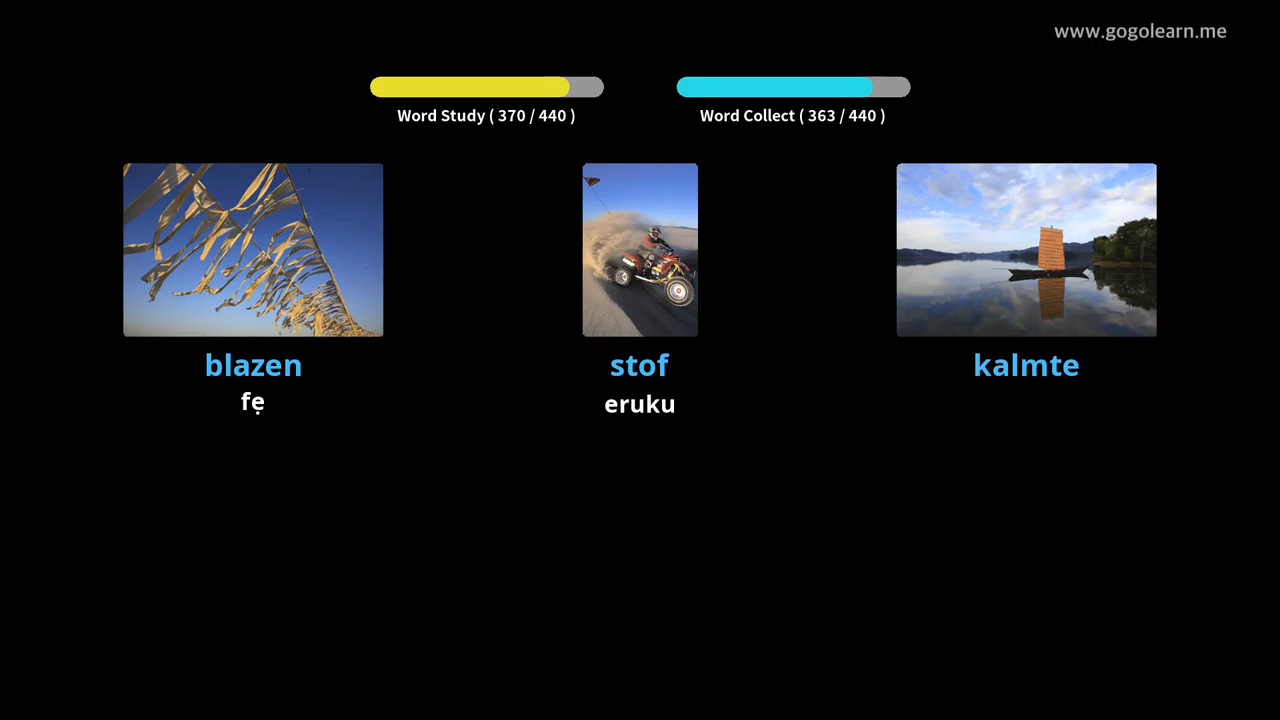 www.gogolearn.me
Word Study ( 370 / 440 )
Word Collect ( 363 / 440 )
blazen
fẹ
stof
eruku
kalmte